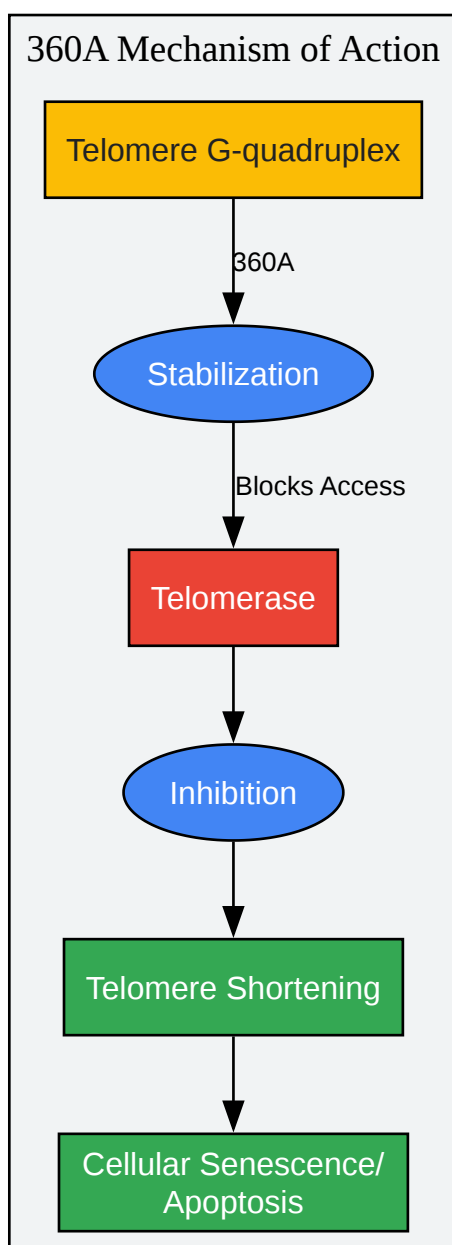 360A Mechanism of Action
Telomere G-quadruplex
360A
Stabilization
Blocks Access
Telomerase
Inhibition
Telomere Shortening
Cellular Senescence/
Apoptosis